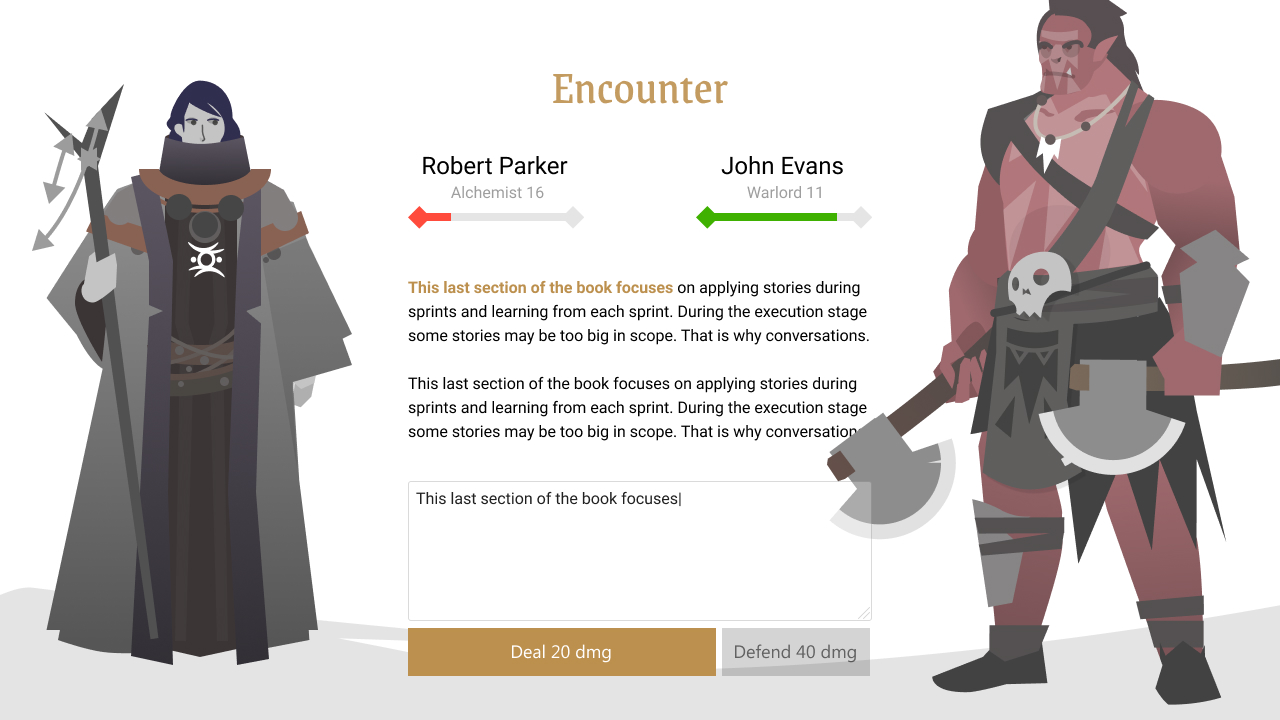 Encounter
Robert Parker
Alchemist 16
John Evans
Warlord 11
This last section of the book focuses on applying stories during
sprints and learning from each sprint. During the execution stage
some stories may be too big in scope. That is why conversations.
This last section of the book focuses on applying stories during
sprints and learning from each sprint. During the execution stage
some stories may be too big in scope. That is why conversation
This last section of the book focuses
Deal 20 dmg
Defend 40 dmg